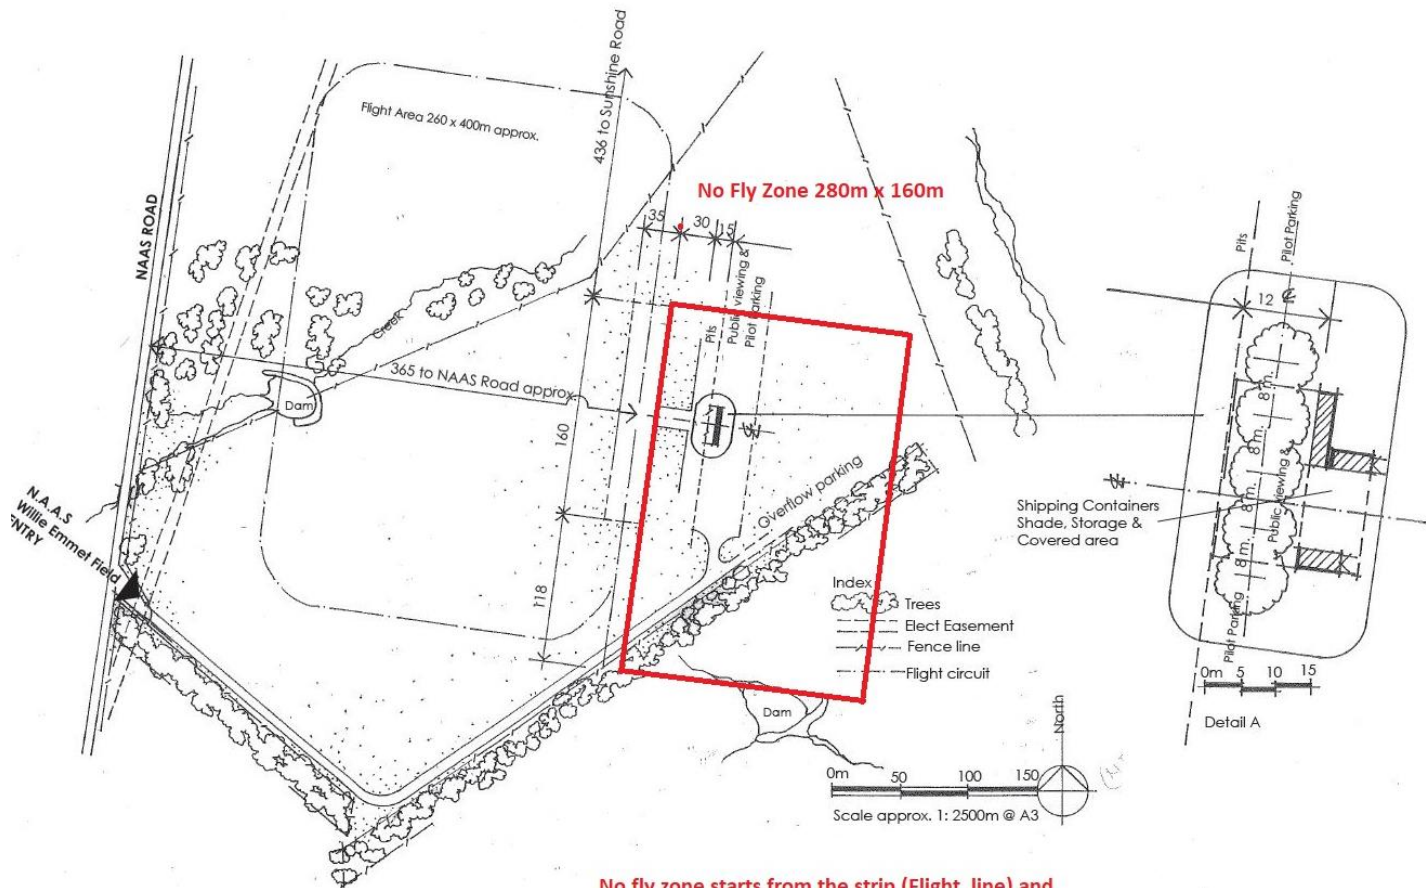 436 to Sunshine Road
Flight Area 260 x 400m approx.
NAAS ROAD
No Fly Zone 280m x 160m
35
30
15
Pits
Public viewing &
Pilot Parking
Creek
365 to NAAS Road approx
Dam
160
118
Overflow parking
N.A.A.S
Willie Emmet Field
ENTRY
Index
Trees
Elect Easement
Fence line
Flight circuit
Dam
North
0m 50 100 150
Scale approx. 1: 2500m @ A3
Pits
Pilot Parking
12
8 m.
8 m.
8 m.
8 m.
Public viewing &
Pilot Parking
Shipping Containers
Shade, Storage &
Covered area
0m 5 10 15
Detail A
No fly zone starts from the strip (Flight line) and